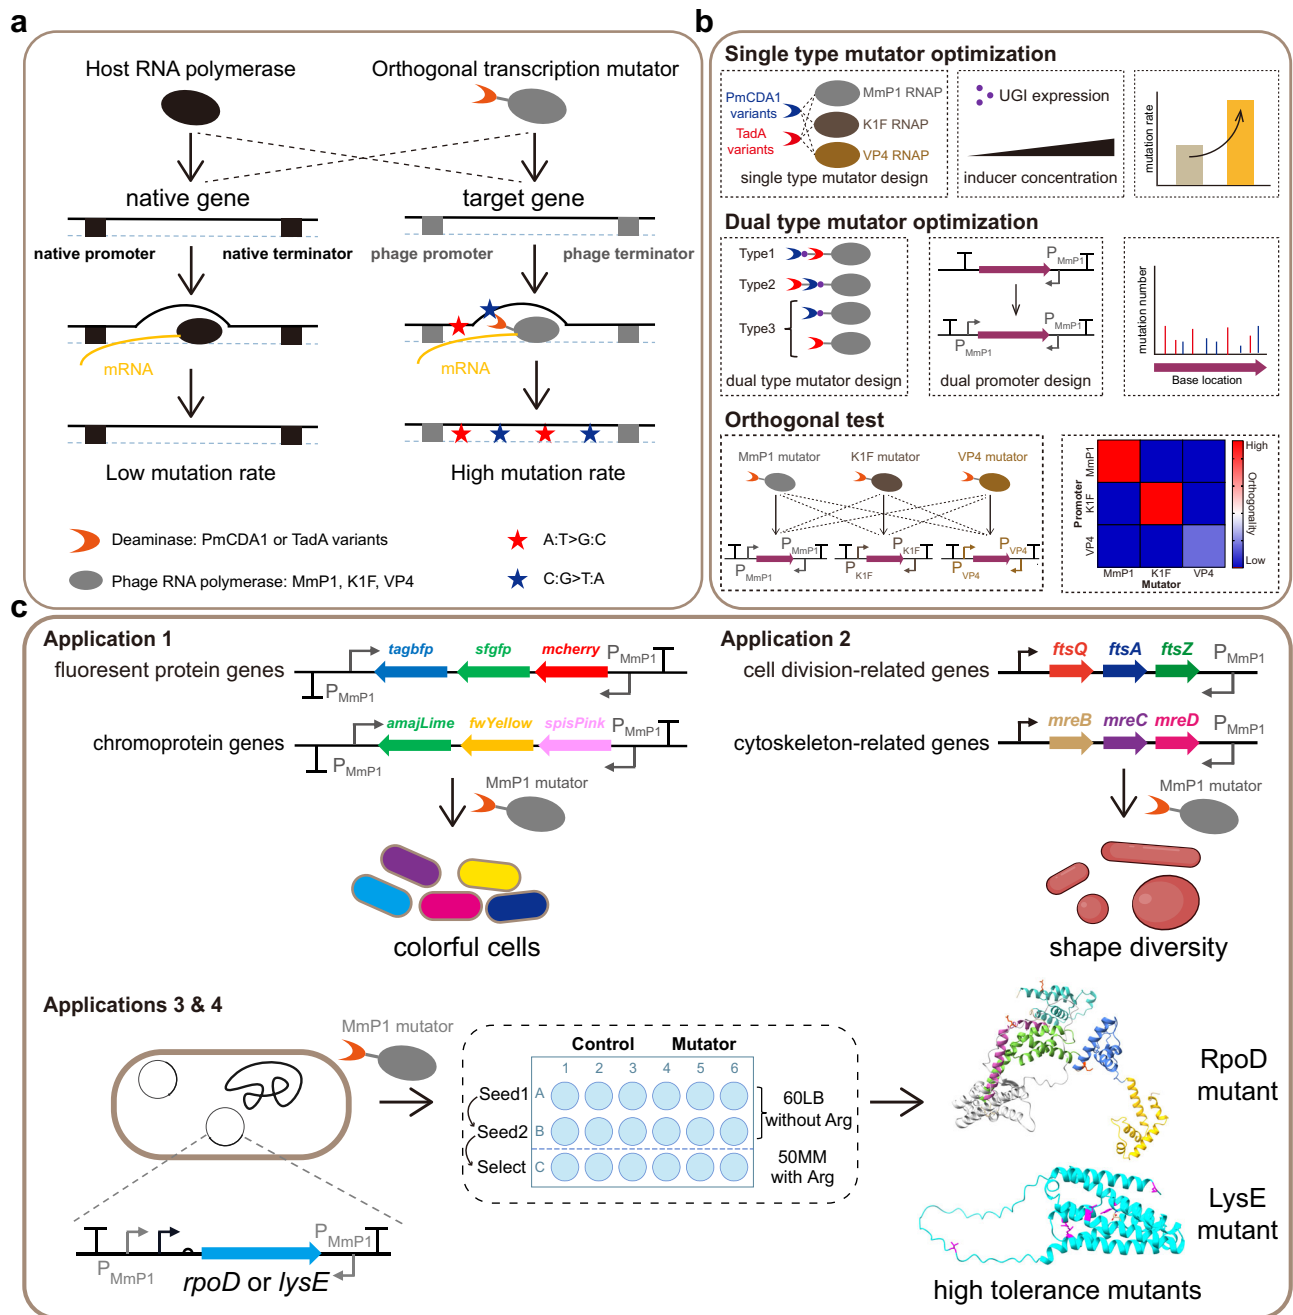 a
Host RNA polymerase
Orthogonal transcription mutator
native gene
target gene
native promoter
native terminator
phage promoter
phage terminator
mRNA
mRNA
Low mutation rate
High mutation rate
Deaminase: PmCDA1 or TadA variants
A:T>G:C
Phage RNA polymerase: MmP1, K1F, VP4
C:G>T:A
b
Single type mutator optimization
PmCDA1
variants
TadA
variants
MmP1 RNAP
K1F RNAP
VP4 RNAP
single type mutator design
UGI expression
inducer concentration
mutation rate
Dual type mutator optimization
Type1
Type2
Type3
dual type mutator design
PMmP1
PMmP1
PMmP1
dual promoter design
mutation number
Base location
Orthogonal test
MmP1 mutator
K1F mutator
VP4 mutator
PMmP1
PMmP1
PK1F
PK1F
PVP4
PVP4
Promoter
MmP1
K1F
VP4
MmP1
K1F
VP4
Mutator
High
Orthogonality
Low
c
Application 1
fluoresent protein genes
tagbfp
sfgfp
mcherry
PMmP1
PMmP1
chromoprotein genes
amajLime
fwYellow
spisPink
PMmP1
PMmP1
MmP1 mutator
colorful cells
Application 2
cell division-related genes
ftsQ
ftsA
ftsZ
PMmP1
cytoskeleton-related genes
mreB
mreC
mreD
PMmP1
MmP1 mutator
shape diversity
Applications 3 & 4
MmP1 mutator
PMmP1
PMmP1
rpoD or lysE
Control
Mutator
1 2 3 4 5 6
Seed1
A
Seed2
B
Select
C
60LB
without Arg
50MM
with Arg
RpoD
mutant
LysE
mutant
high tolerance mutants